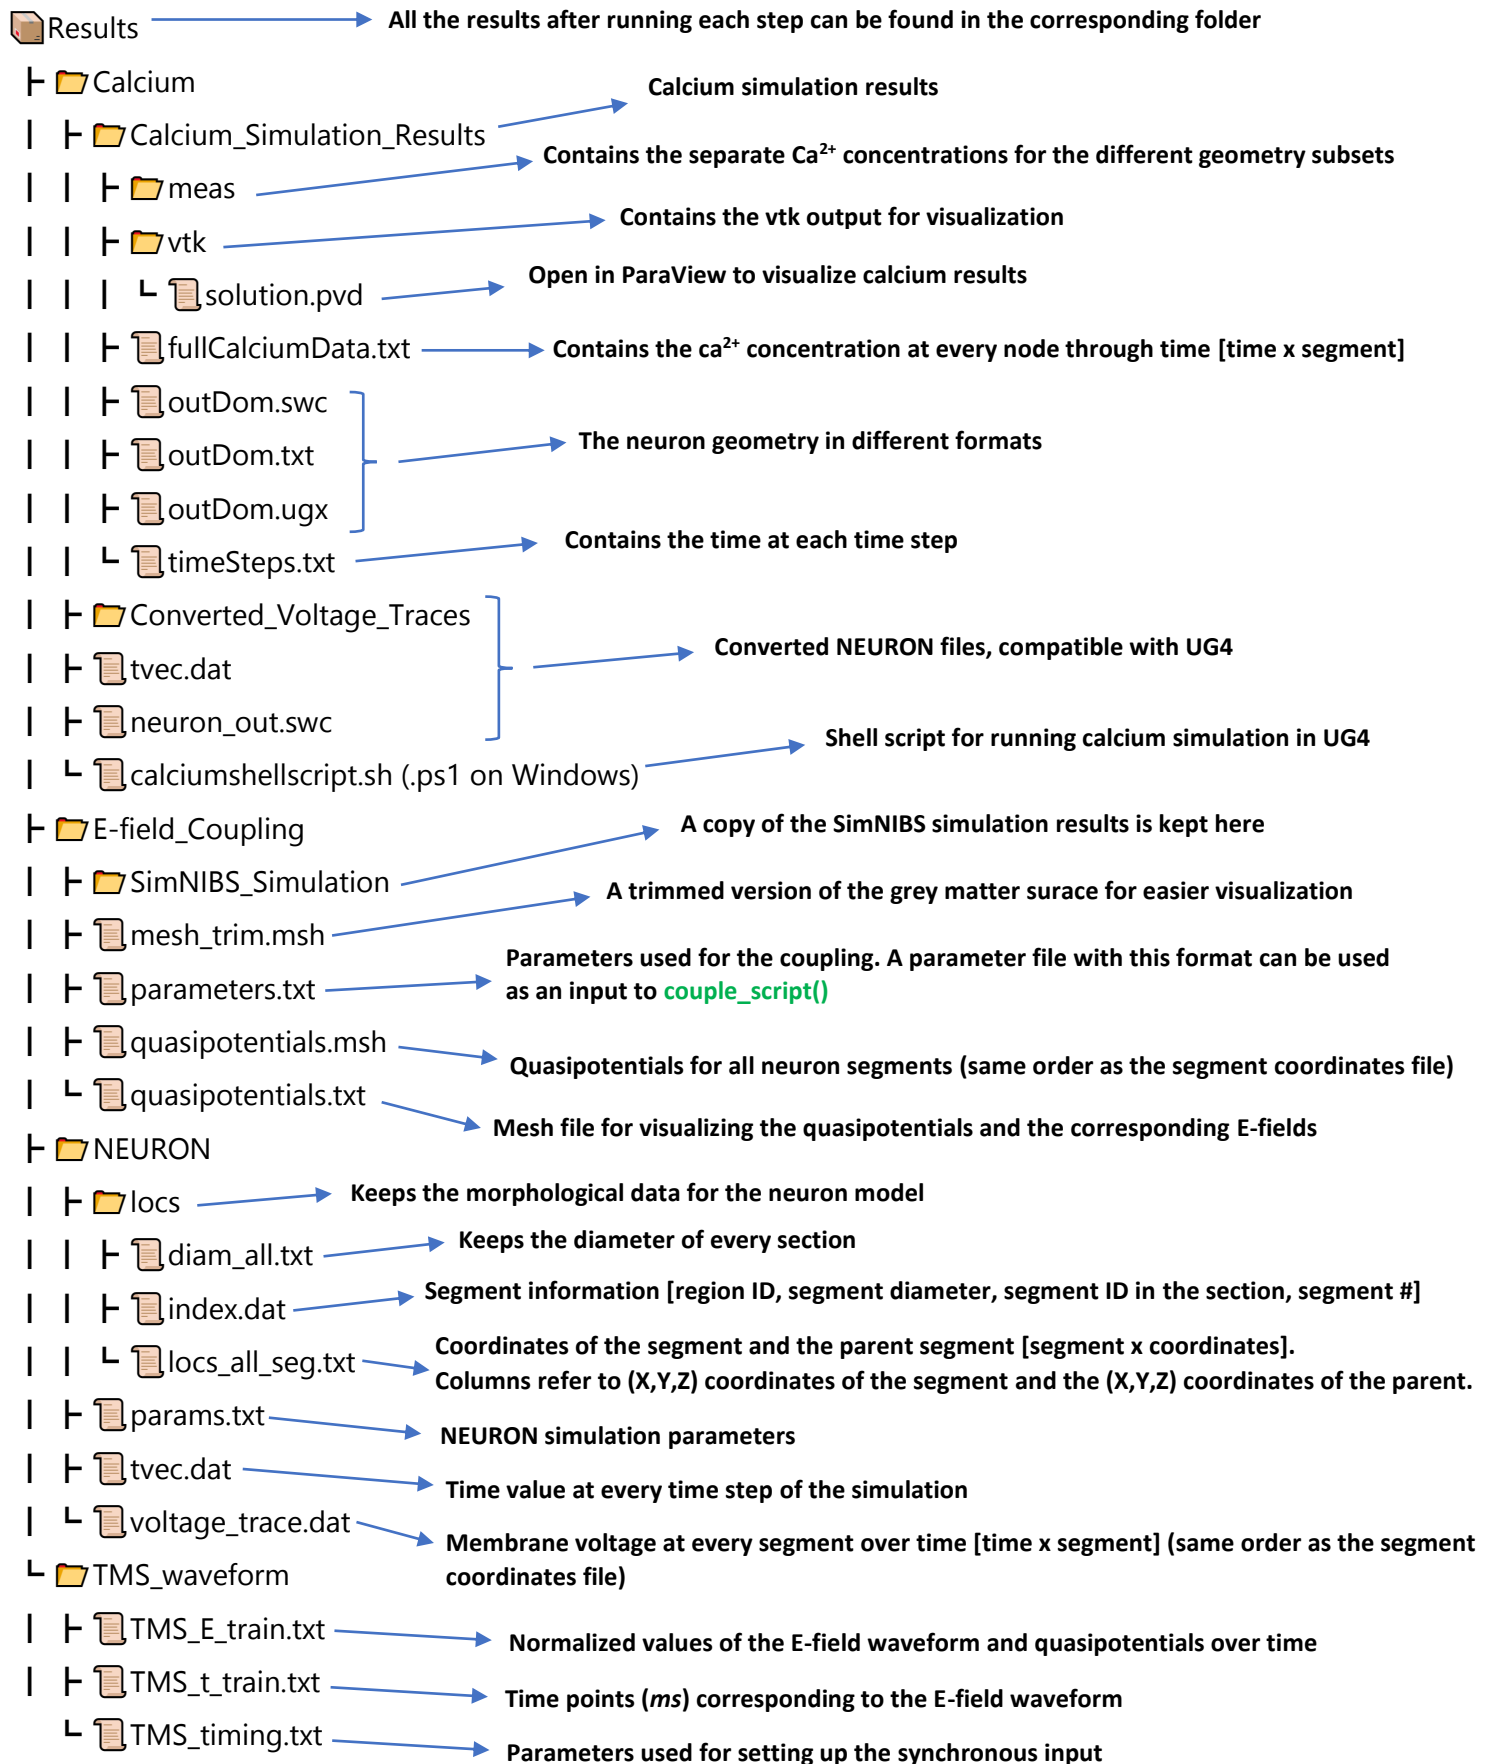 Results All the results after running each step can be found in the corresponding folder
Calcium
Calcium simulation results
Calcium_Simulation_Results
Contains the separate Ca²⁺ concentrations for the different geometry subsets
meas
Contains the vtk output for visualization
vtk
Open in ParaView to visualize calcium results
solution.pvd
fullCalciumData.txt Contains the ca²⁺ concentration at every node through time [time x segment]
outDom.swc
The neuron geometry in different formats
outDom.txt
outDom.ugx
Contains the time at each time step
timeSteps.txt
Converted_Voltage_Traces
Converted NEURON files, compatible with UG4
tvec.dat
neuron_out.swc
Shell script for running calcium simulation in UG4
calciumshellscript.sh (.ps1 on Windows)
E-field_Coupling A copy of the SimNIBS simulation results is kept here
SimNIBS_Simulation
A trimmed version of the grey matter surace for easier visualization
mesh_trim.msh
Parameters used for the coupling. A parameter file with this format can be used
parameters.txt as an input to couple_script()
quasipotentials.msh
Quasipotentials for all neuron segments (same order as the segment coordinates file)
quasipotentials.txt
Mesh file for visualizing the quasipotentials and the corresponding E-fields
NEURON
locs Keeps the morphological data for the neuron model
diam_all.txt Keeps the diameter of every section
Segment information [region ID, segment diameter, segment ID in the section, segment #]
index.dat
Coordinates of the segment and the parent segment [segment x coordinates].
locs_all_seg.txt
Columns refer to (X,Y,Z) coordinates of the segment and the (X,Y,Z) coordinates of the parent.
params.txt
NEURON simulation parameters
tvec.dat
Time value at every time step of the simulation
voltage_trace.dat
Membrane voltage at every segment over time [time x segment] (same order as the segment
coordinates file)
TMS_waveform
TMS_E_train.txt
Normalized values of the E-field waveform and quasipotentials over time
TMS_t_train.txt
Time points (ms) corresponding to the E-field waveform
TMS_timing.txt
Parameters used for setting up the synchronous input